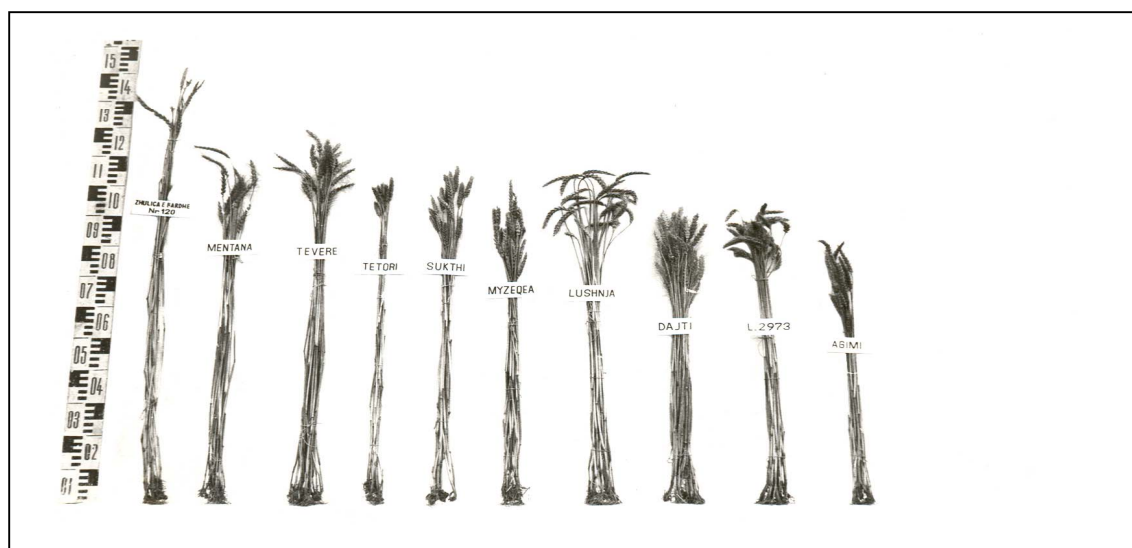 15
14
13
12
11
10
09
08
07
06
05
04
03
02
01
ZHULICA E BARDHE
Nr 120
MENTANA
TEVERE
TETORI
SUKTHI
MYZEQEA
LUSHNJA
DAJTI
L.2973
AGIMI